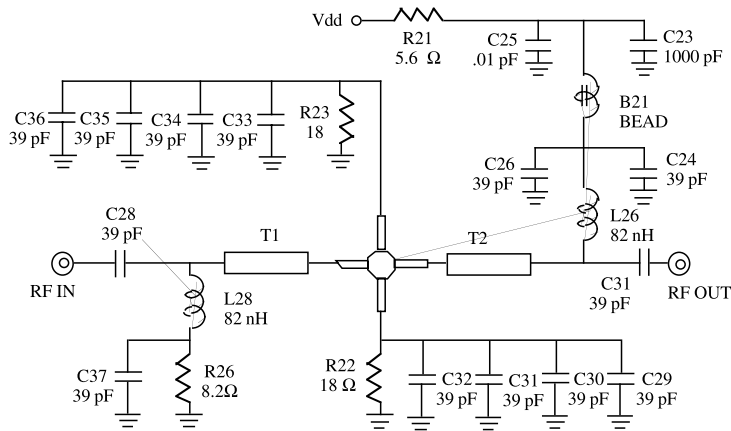 Vdd
R21
5.6 Ω
C25
.01 pF
C23
1000 pF
B21
BEAD
C36
39 pF
C35
39 pF
C34
39 pF
C33
39 pF
R23
18
C26
39 pF
C24
39 pF
L26
82 nH
C28
39 pF
T1
T2
RF IN
L28
82 nH
C31
39 pF
RF OUT
C37
39 pF
R26
8.2Ω
R22
18 Ω
C32
39 pF
C31
39 pF
C30
39 pF
C29
39 pF